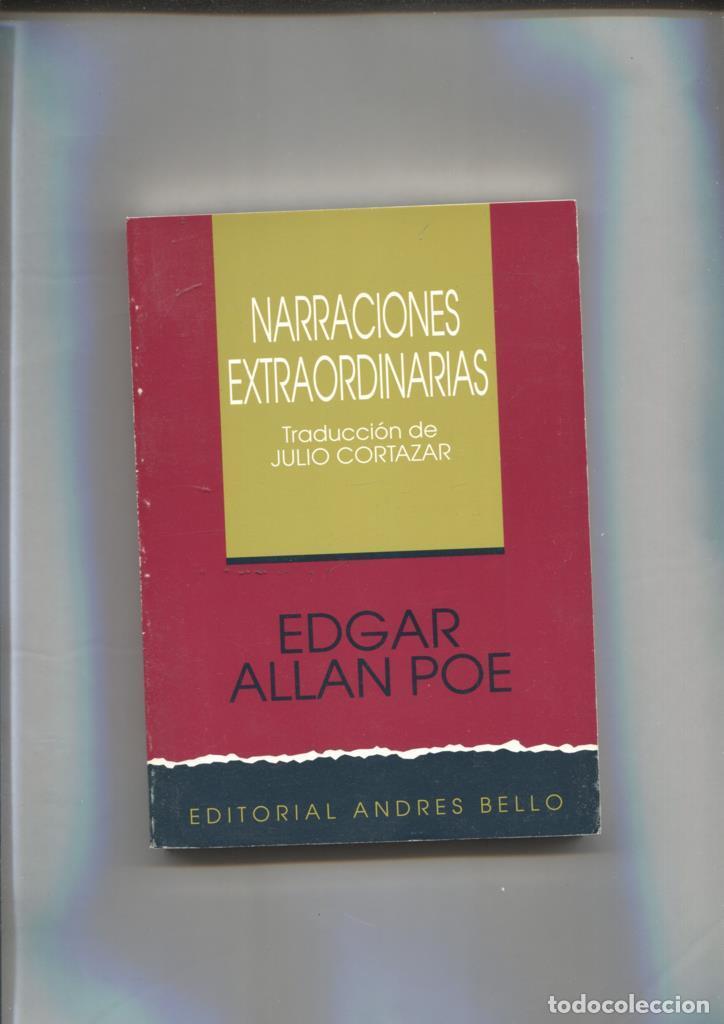 NARRACIONES
EXTRAORDINARIAS
Traducción de
JULIO CORTAZAR
EDGAR
ALLAN POE
EDITORIAL ANDRES BELLO
todocoleccion